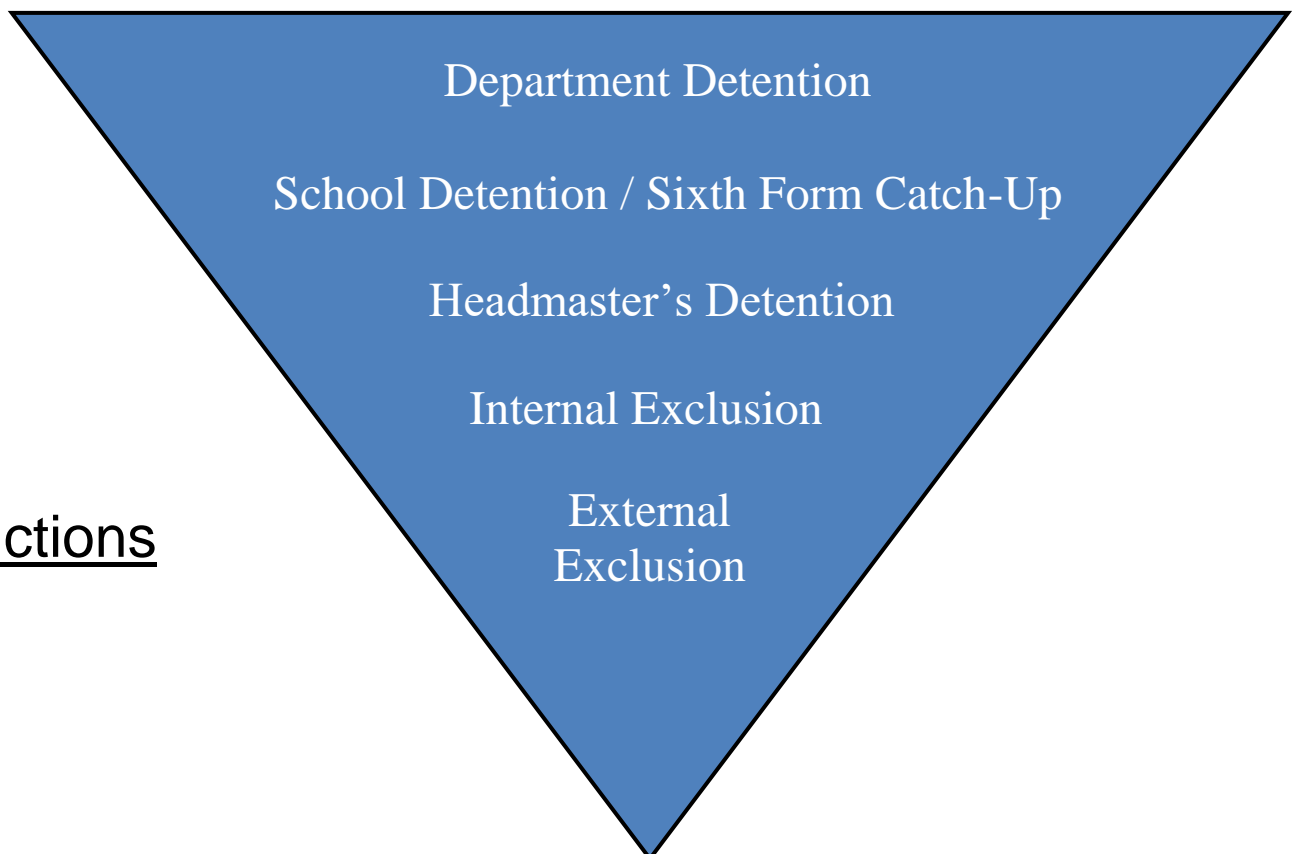 Department Detention
School Detention / Sixth Form Catch-Up
Headmaster’s Detention
Internal Exclusion
External
Exclusion
ctions